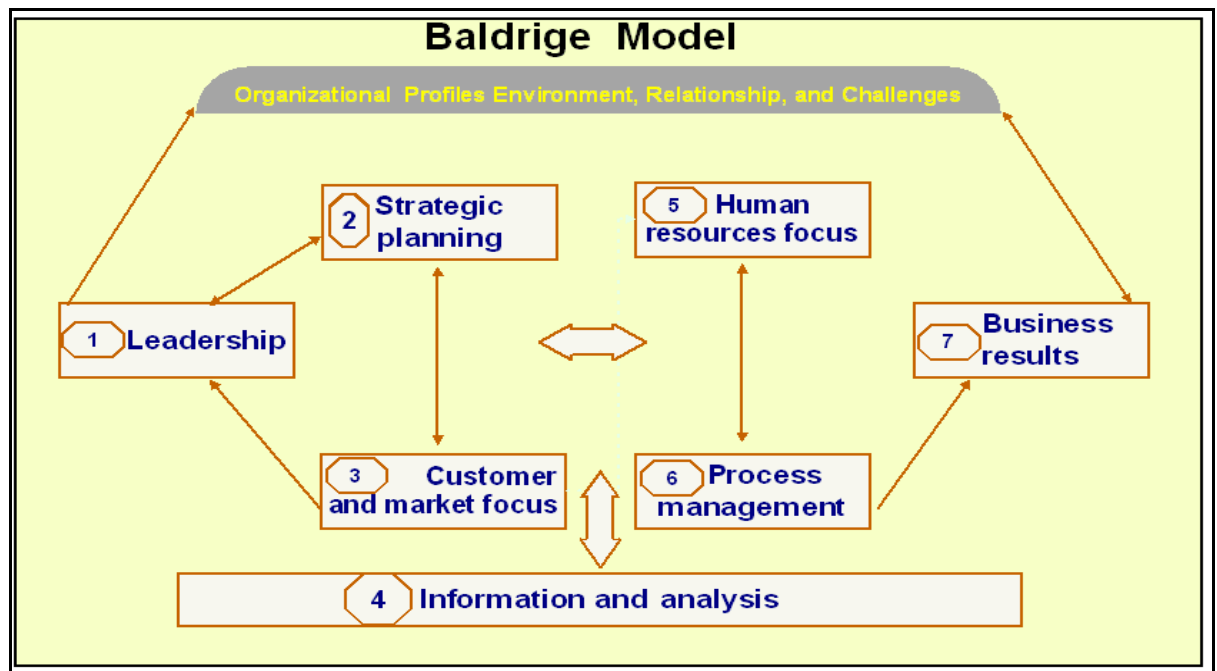 Baldrige Model
Organizational Profiles Environment, Relationship, and Challenges
2 Strategic
planning
5 Human
resources focus
1 Leadership
7 Business
results
3 Customer
and market focus
6 Process
management
4 Information and analysis